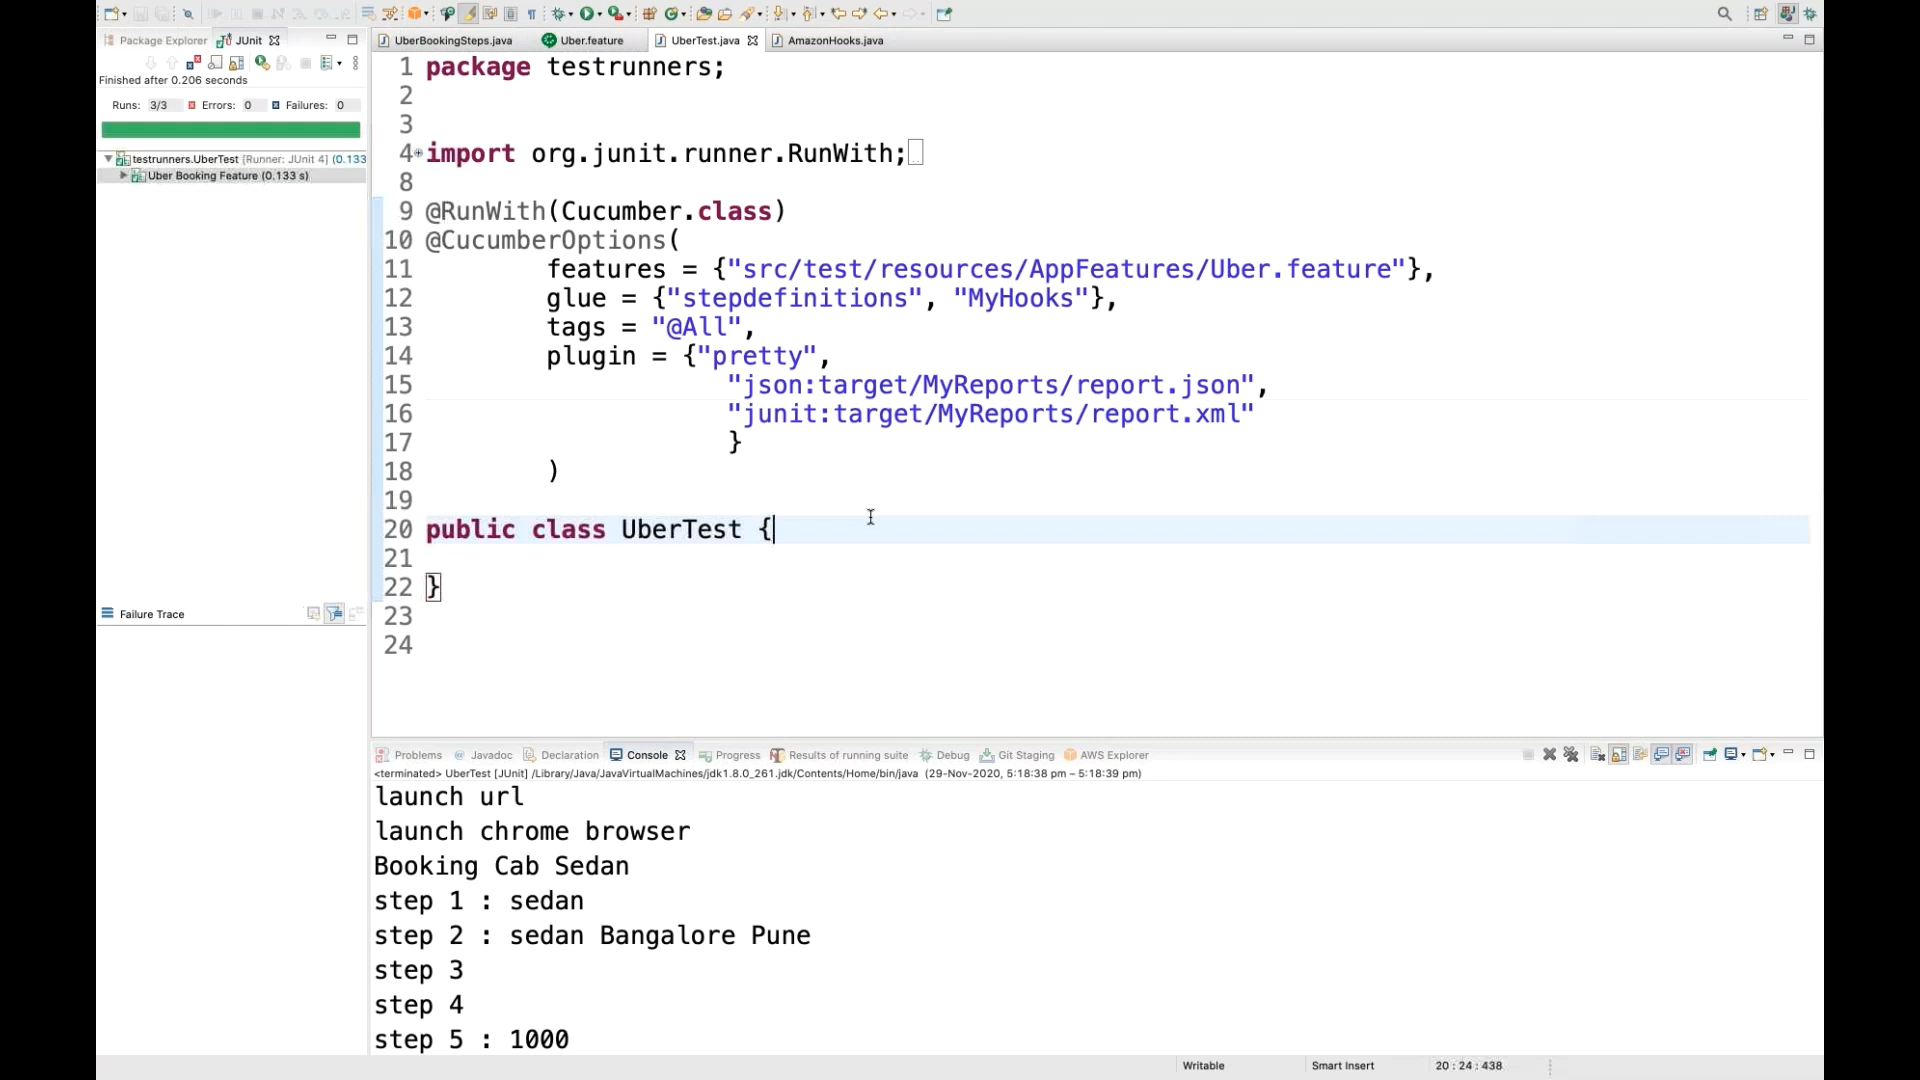 Package Explorer
JUnit
Finished after 0.206 seconds
Runs: 3/3
Errors: 0
Failures: 0
testrunners.UberTest [Runner: JUnit 4] (0.133
Uber Booking Feature (0.133 s)
Failure Trace
UberBookingSteps.java
Uber.feature
UberTest.java
AmazonHooks.java
1 package testrunners;
2
3
4 import org.junit.runner.RunWith;
8
9 @RunWith(Cucumber.class)
10 @CucumberOptions(
11 features = {"src/test/resources/AppFeatures/Uber.feature"},
12 glue = {"stepdefinitions", "MyHooks"},
13 tags = "@All",
14 plugin = {"pretty",
15 "json:target/MyReports/report.json",
16 "junit:target/MyReports/report.xml"
17 }
18 )
19
20 public class UberTest {
21
22 }
23
24
Problems
@ Javadoc
Declaration
Console
Progress
Results of running suite
Debug
Git Staging
AWS Explorer
<terminated> UberTest [JUnit] /Library/Java/JavaVirtualMachines/jdk1.8.0_261.jdk/Contents/Home/bin/java (29-Nov-2020, 5:18:38 pm – 5:18:39 pm)
launch url
launch chrome browser
Booking Cab Sedan
step 1 : sedan
step 2 : sedan Bangalore Pune
step 3
step 4
step 5 : 1000
Writable
Smart Insert
20 : 24 : 438